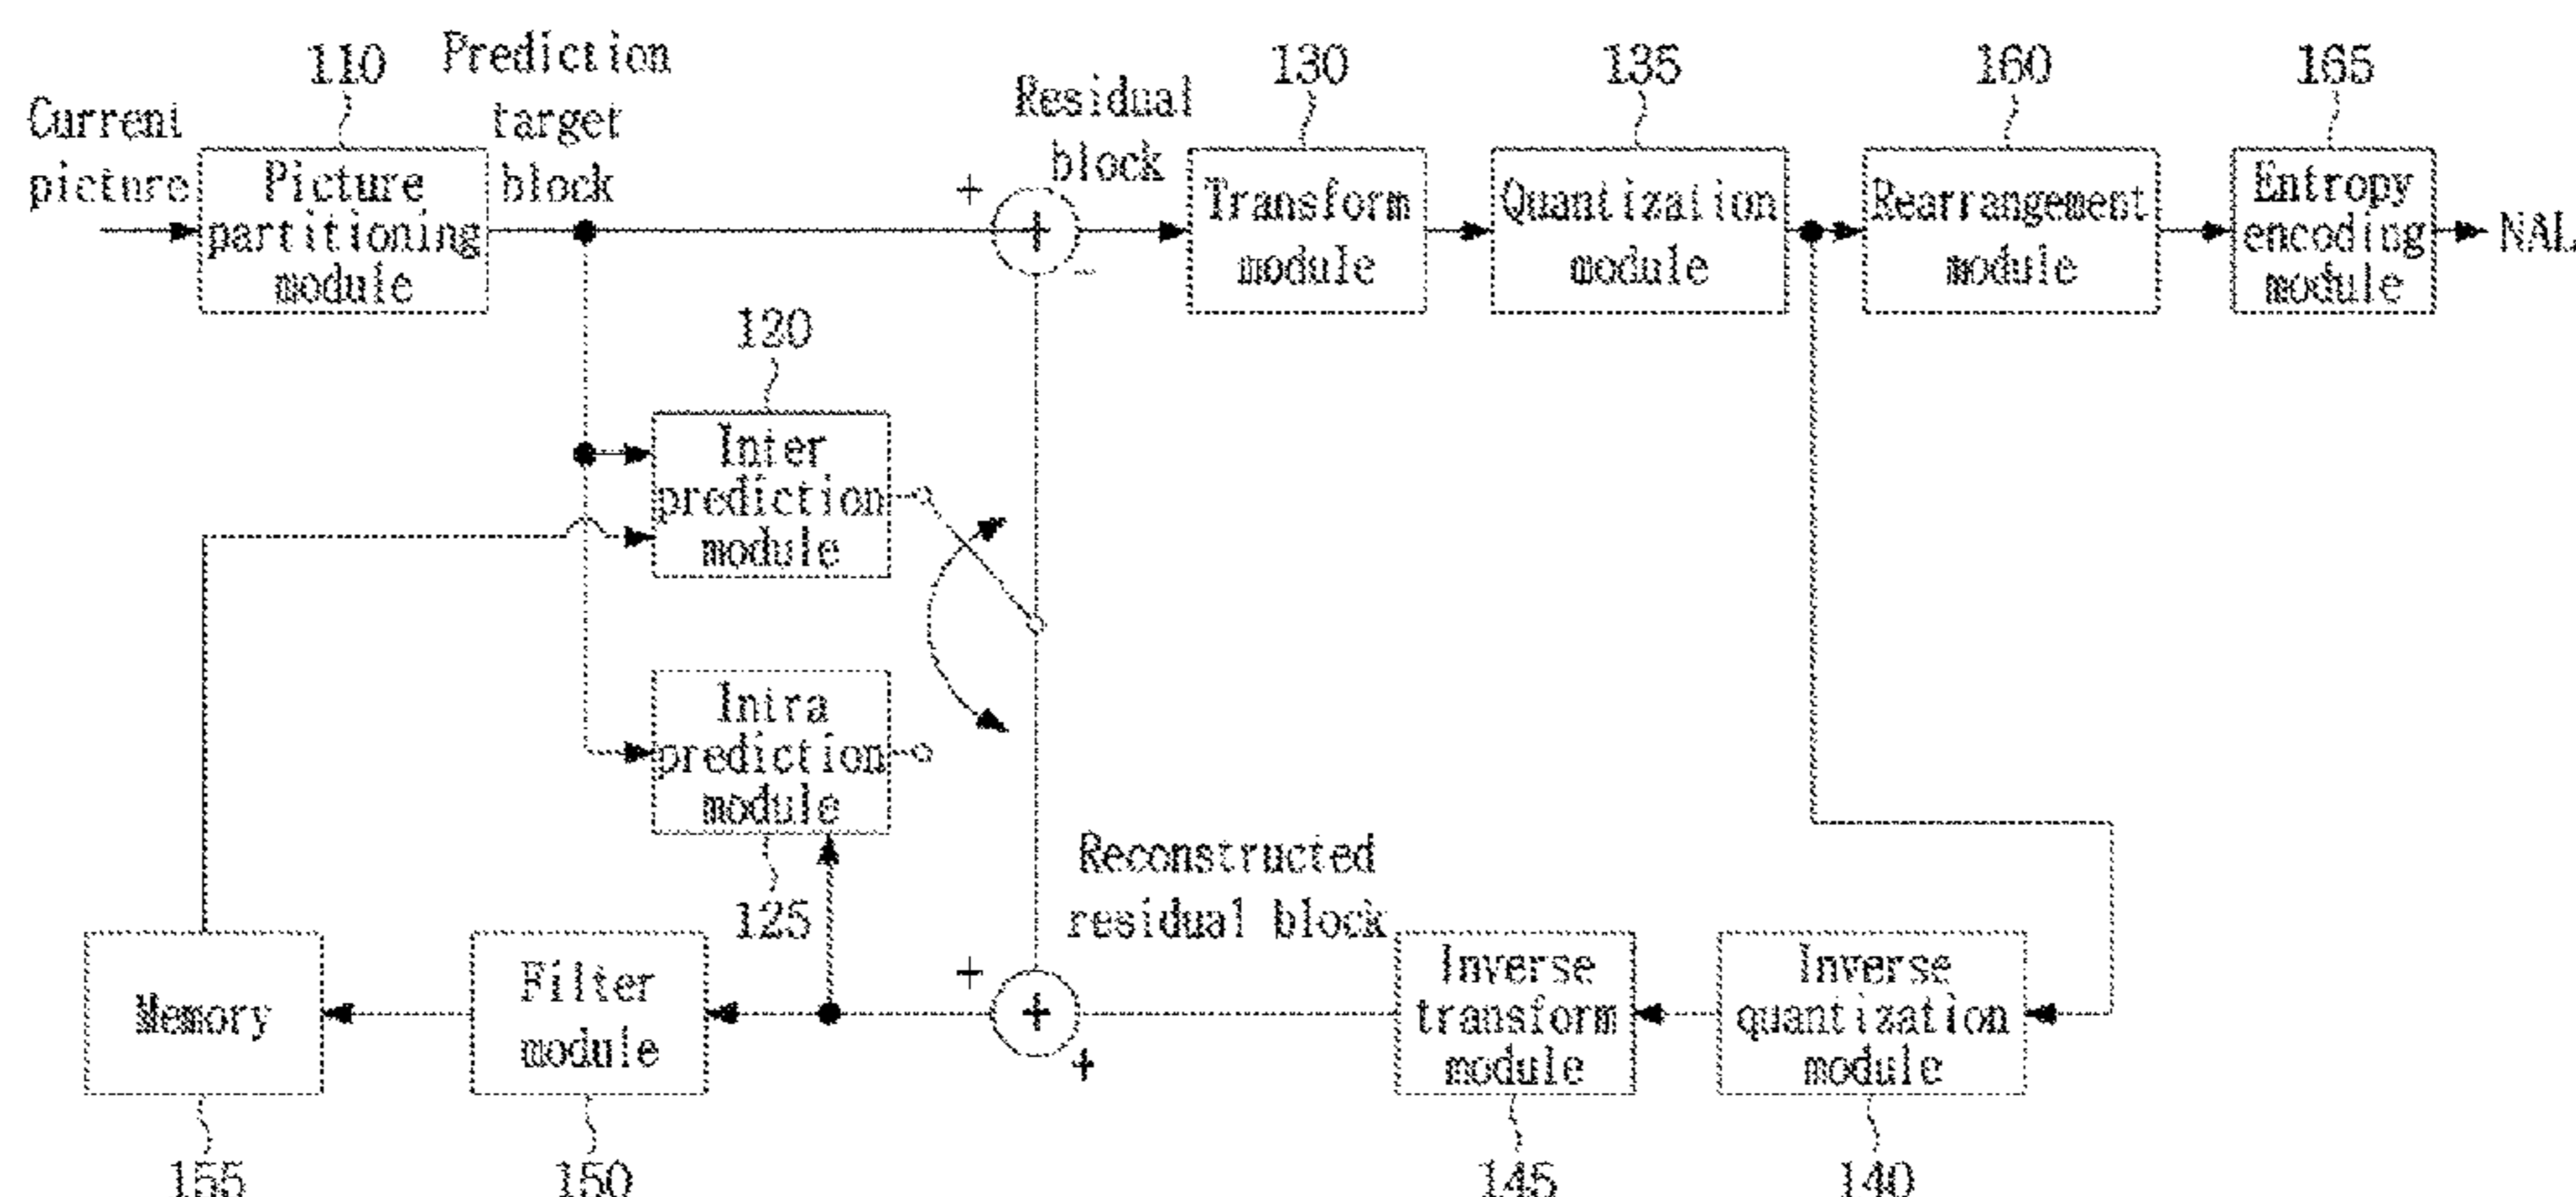 110
Prediction
target
block
Current
picture
Picture
partitioning
module
Residual
block
+
+
-
130
Transform
module
135
Quantization
module
160
Rearrangement
module
165
Entropy
encoding
module
NAL
120
Inter
prediction
module
Intra
prediction
module
125
Reconstructed
residual block
+
+
+
Memory
155
Filter
module
150
Inverse
transform
module
145
Inverse
quantization
module
140